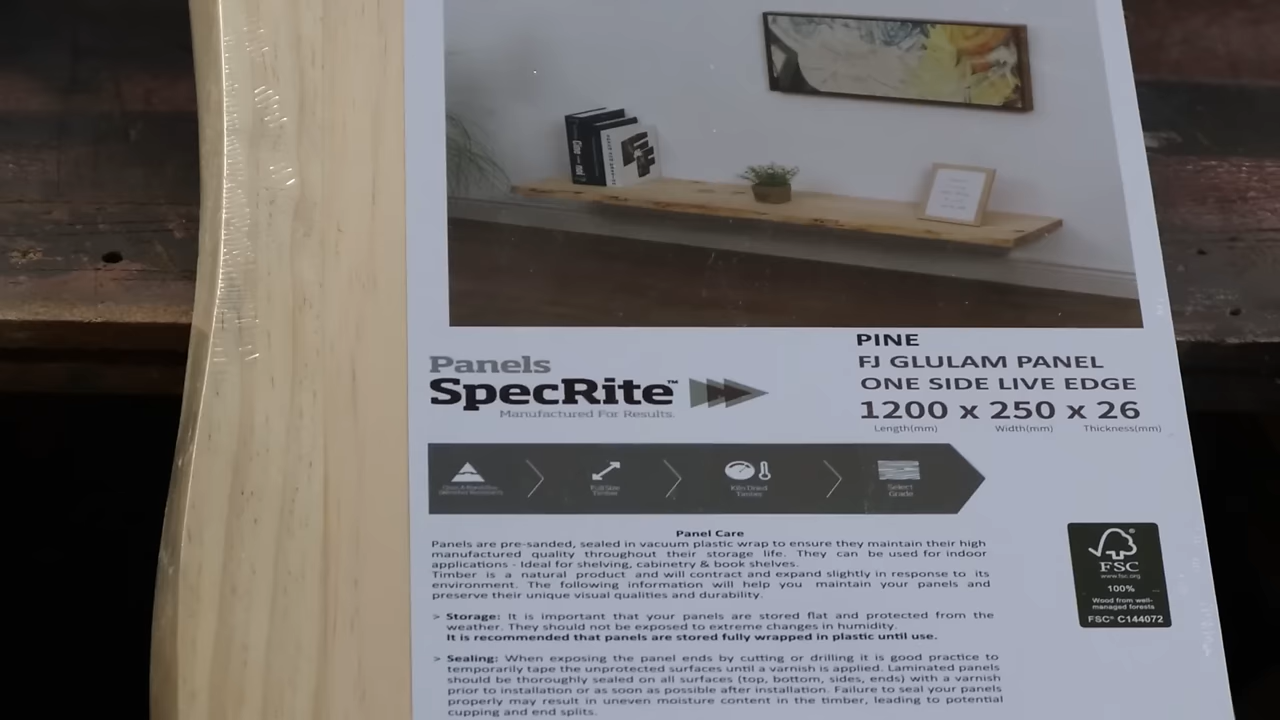 PINE
FJ GLULAM PANEL
ONE SIDE LIVE EDGE
1200 x 250 x 26
Length(mm) Width(mm) Thickness(mm)
Panels
SpecRite™
Manufactured For Results.
Full Size
Timber
Kiln Dried
Timber
Select
Grade
Panel Care
Panels are pre-sanded, sealed in vacuum plastic wrap to ensure they maintain their high
manufactured quality throughout their storage life. They can be used for indoor
applications - Ideal for shelving, cabinetry & book shelves.
Timber is a natural product and will contract and expand slightly in response to its
environment. The following information will help you maintain your panels and
preserve their unique visual qualities and durability.
> Storage: It is important that your panels are stored flat and protected from the
weather. They should not be exposed to extreme changes in humidity.
It is recommended that panels are stored fully wrapped in plastic until use.
> Sealing: When exposing the panel ends by cutting or drilling it is good practice to
temporarily tape the unprotected surfaces until a varnish is applied. Laminated panels
should be thoroughly sealed on all surfaces (top, bottom, sides, ends) with a varnish
prior to installation or as soon as possible after installation. Failure to seal your panels
properly may result in uneven moisture content in the timber, leading to potential
cupping and end splits.
FSC
www.fsc.org
100%
Wood from well-
managed forests
FSC® C144072